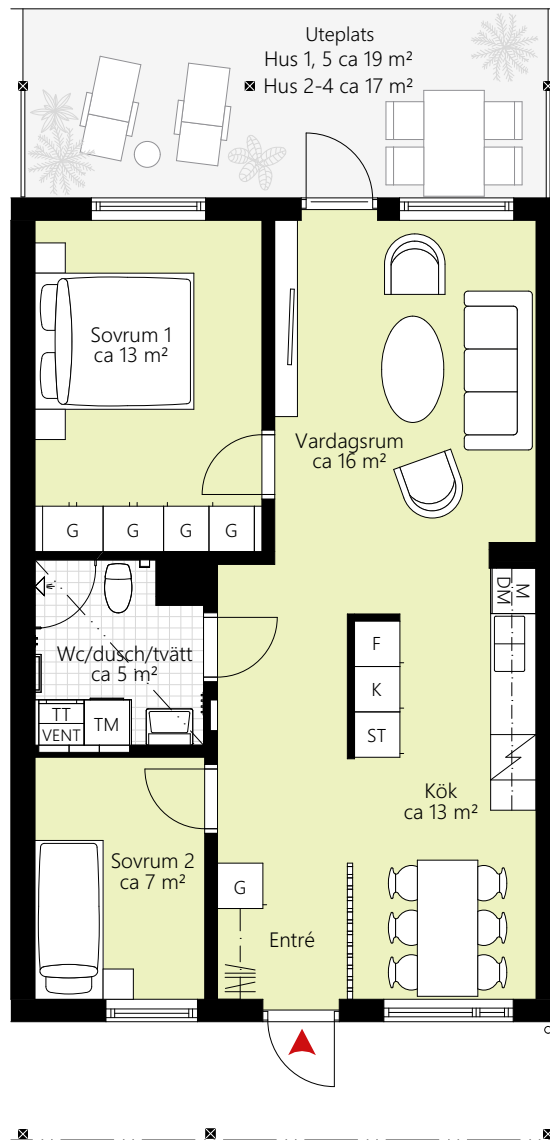 Uteplats
Hus 1, 5 ca 19 m²
Hus 2-4 ca 17 m²
Sovrum 1
ca 13 m²
Vardagsrum
ca 16 m²
G
G
G
G
M
DM
Wc/dusch/tvätt
ca 5 m²
F
K
ST
TT
VENT
TM
Kök
ca 13 m²
Sovrum 2
ca 7 m²
G
Entré